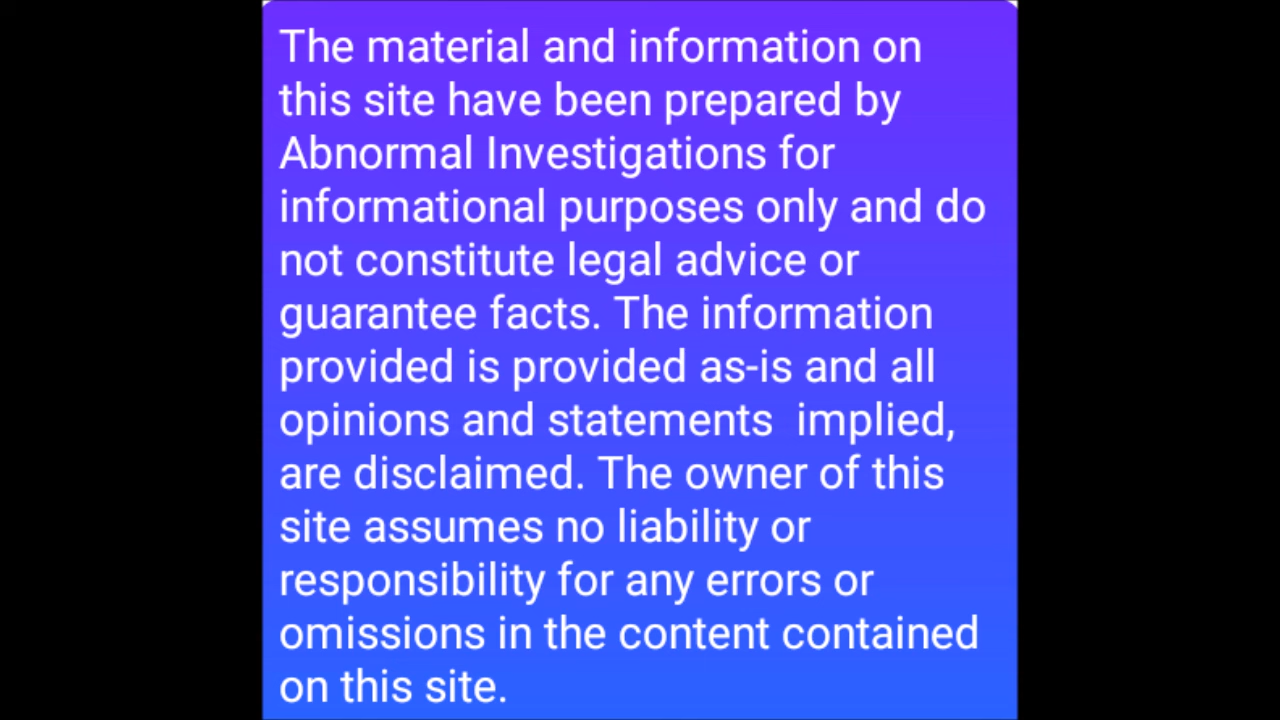 The material and information on
this site have been prepared by
Abnormal Investigations for
informational purposes only and do
not constitute legal advice or
guarantee facts. The information
provided is provided as-is and all
opinions and statements  implied,
are disclaimed. The owner of this
site assumes no liability or
responsibility for any errors or
omissions in the content contained
on this site.